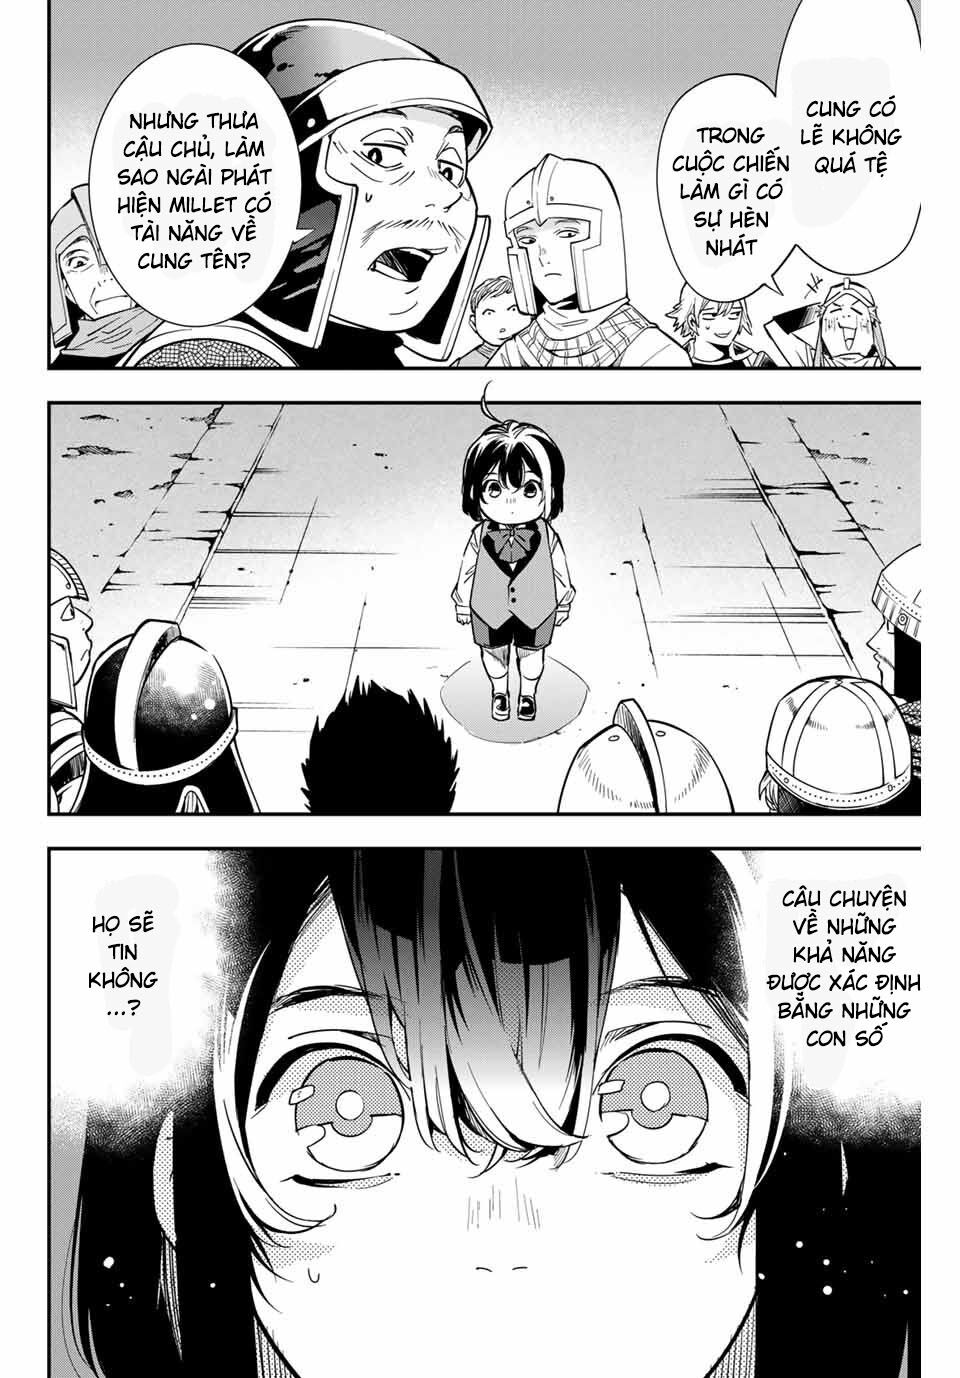 CUNG CÓ
LẼ KHÔNG
QUÁ TỆ
TRONG
CUỘC CHIẾN
LÀM GÌ CÓ
SỰ HÈN
NHÁT
NHƯNG THƯA
CẬU CHỦ, LÀM
SAO NGÀI PHÁT
HIỆN MILLET CÓ
TÀI NĂNG VỀ
CUNG TÊN?
CÂU CHUYỆN
VỀ NHỮNG
KHẢ NĂNG
ĐƯỢC XÁC ĐỊNH
BẰNG NHỮNG
CON SỐ
HỌ SẼ
TIN
KHÔNG
...?